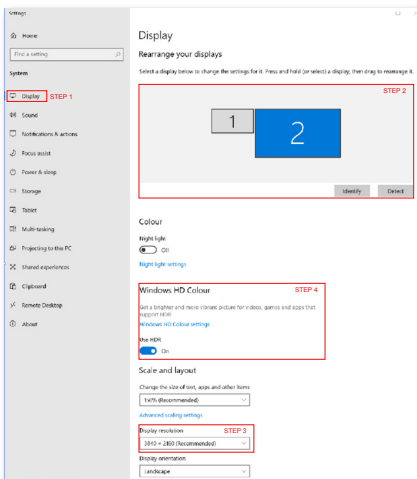 Settings
Home
Find a setting
System
Display STEP 1
Sound
Notifications & actions
Focus assist
Power & sleep
Storage
Tablet
Multi-tasking
Projecting to this PC
Shared experiences
Clipboard
Remote Desktop
About
Display
Rearrange your displays
Select a display below to change the settings for it. Press and hold (or select) a display, then drag to rearrange it.
STEP 2
1
2
Identify Detect
Colour
Night light
Off
Night light settings
Windows HD Colour STEP 4
Get a brighter and more vibrant picture for videos, games and apps that
support HDR.
Windows HD Colour settings
Use HDR
On
Scale and layout
Change the size of text, apps and other items
150% (Recommended)
Advanced scaling settings
Display resolution STEP 3
3840 × 2160 (Recommended)
Display orientation
Landscape